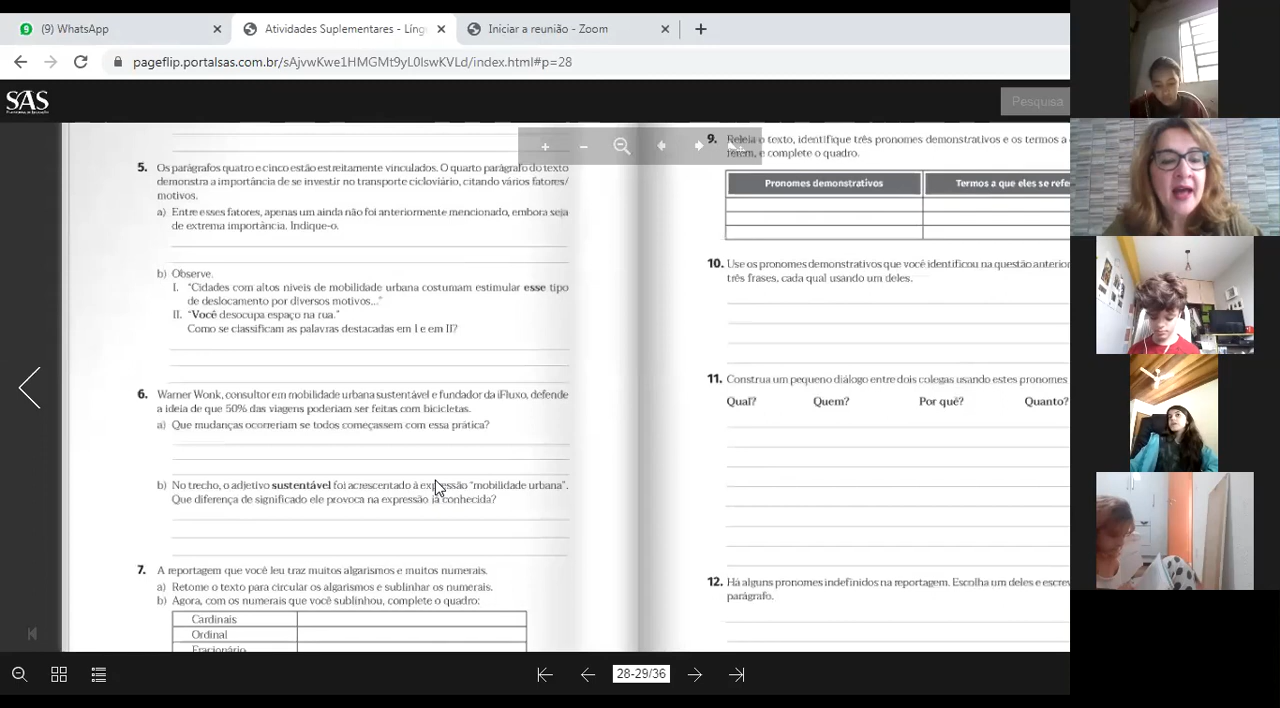 (9) WhatsApp
Atividades Suplementares - Líng
Iniciar a reunião - Zoom
pageflip.portalsas.com.br/sAjvwKwe1HMGMt9yL0IswKVLd/index.html#p=28
SAS
Pesquisa
5. Os parágrafos quatro e cinco estão estreitamente vinculados. O quarto parágrafo do texto
demonstra a importância de se investir no transporte cicloviário, citando vários fatores/
motivos.
a) Entre esses fatores, apenas um ainda não foi anteriormente mencionado, embora seja
de extrema importância. Indique-o.
b) Observe.
I. “Cidades com altos níveis de mobilidade urbana costumam estimular esse tipo
de deslocamento por diversos motivos...”
II. “Você desocupa espaço na rua.”
Como se classificam as palavras destacadas em I e em II?
6. Warner Wonk, consultor em mobilidade urbana sustentável e fundador da iFluxo, defende
a ideia de que 50% das viagens poderiam ser feitas com bicicletas.
a) Que mudanças ocorreriam se todos começassem com essa prática?
b) No trecho, o adjetivo sustentável foi acrescentado à expressão “mobilidade urbana”.
Que diferença de significado ele provoca na expressão já conhecida?
7. A reportagem que você leu traz muitos algarismos e muitos numerais.
a) Retome o texto para circular os algarismos e sublinhar os numerais.
b) Agora, com os numerais que você sublinhou, complete o quadro:
Cardinais
Ordinal
Fracionário
9. Releia o texto, identifique três pronomes demonstrativos e os termos a
ferem, e complete o quadro.
Pronomes demonstrativos
Termos a que eles se refe
10. Use os pronomes demonstrativos que você identificou na questão anterior
três frases, cada qual usando um deles.
11. Construa um pequeno diálogo entre dois colegas usando estes pronomes
Qual? Quem? Por quê? Quanto?
12. Há alguns pronomes indefinidos na reportagem. Escolha um deles e escrev
parágrafo.
28-29/36